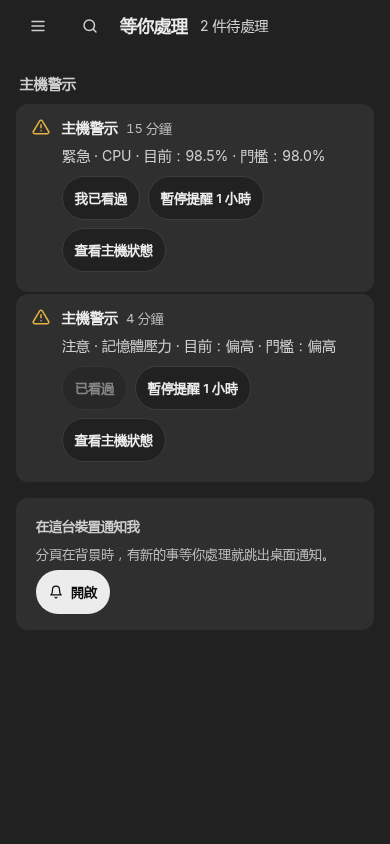 等你處理 2 件待處理
主機警示
主機警示 15 分鐘
緊急 · CPU · 目前：98.5% · 門檻：98.0%
我已看過 暫停提醒 1 小時
查看主機狀態
主機警示 4 分鐘
注意 · 記憶體壓力 · 目前：偏高 · 門檻：偏高
已看過 暫停提醒 1 小時
查看主機狀態
在這台裝置通知我
分頁在背景時，有新的事等你處理就跳出桌面通知。
開啟